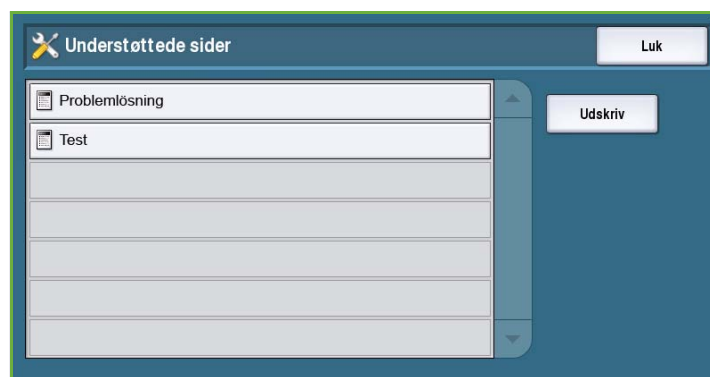 Understøttede sider
Luk
Problemlösning
Udskriv
Test